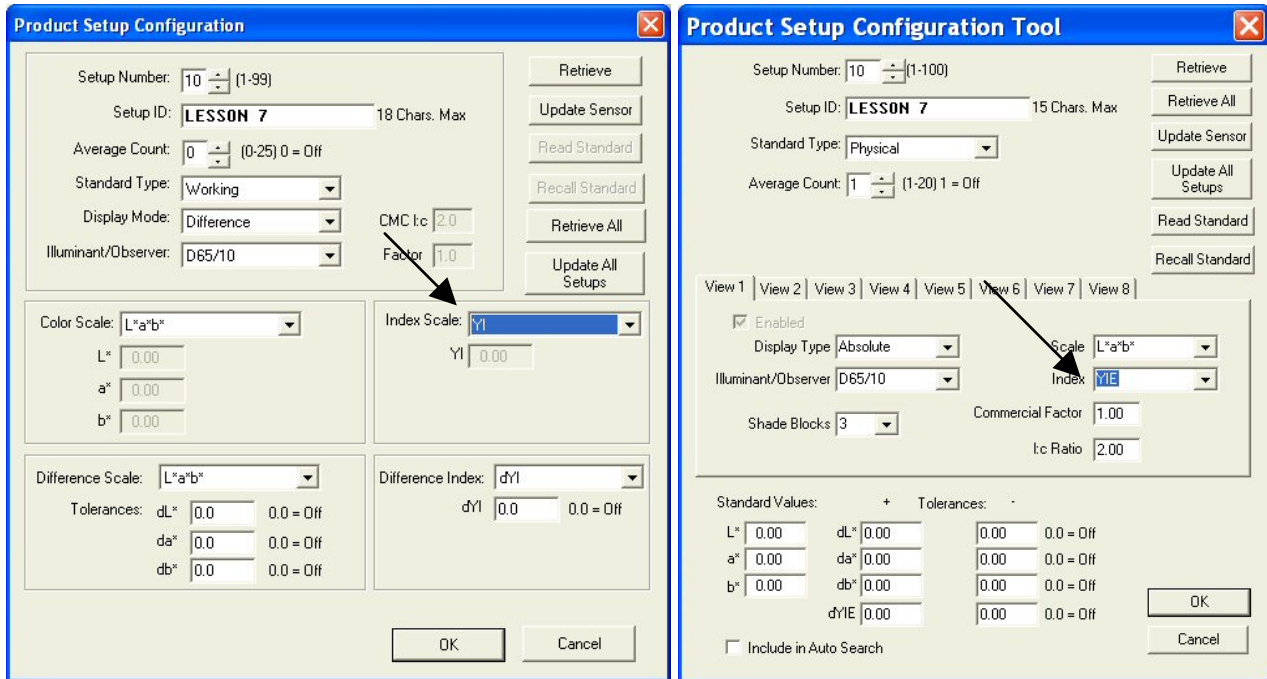 Product Setup Configuration
Setup Number: 10 (1-99)
Retrieve
Setup ID: LESSON 7 18 Chars. Max
Update Sensor
Average Count: 0 (0-25) 0 = Off
Read Standard
Standard Type: Working
Recall Standard
Display Mode: Difference
CMC l:c 2.0
Retrieve All
Illuminant/Observer: D65/10
Factor 1.0
Update All
Setups
Color Scale: L*a*b*
L* 0.00
a* 0.00
b* 0.00
Index Scale: YI
YI 0.00
Difference Scale: L*a*b*
Tolerances: dL* 0.0 0.0 = Off
da* 0.0 0.0 = Off
db* 0.0 0.0 = Off
Difference Index: dYI
dYI 0.0 0.0 = Off
OK
Cancel
Product Setup Configuration Tool
Setup Number: 10 (1-100)
Retrieve
Setup ID: LESSON 7 15 Chars. Max
Retrieve All
Standard Type: Physical
Update Sensor
Average Count: 1 (1-20) 1 = Off
Update All
Setups
Read Standard
Recall Standard
View 1 View 2 View 3 View 4 View 5 View 6 View 7 View 8
Enabled
Display Type Absolute
Scale L*a*b*
Illuminant/Observer D65/10
Index YIE
Shade Blocks 3
Commercial Factor 1.00
l:c Ratio 2.00
Standard Values: + Tolerances: -
L* 0.00 dL* 0.00 0.00 0.0 = Off
a* 0.00 da* 0.00 0.00 0.0 = Off
b* 0.00 db* 0.00 0.00 0.0 = Off
dYIE 0.00 0.00 0.0 = Off
OK
Include in Auto Search
Cancel